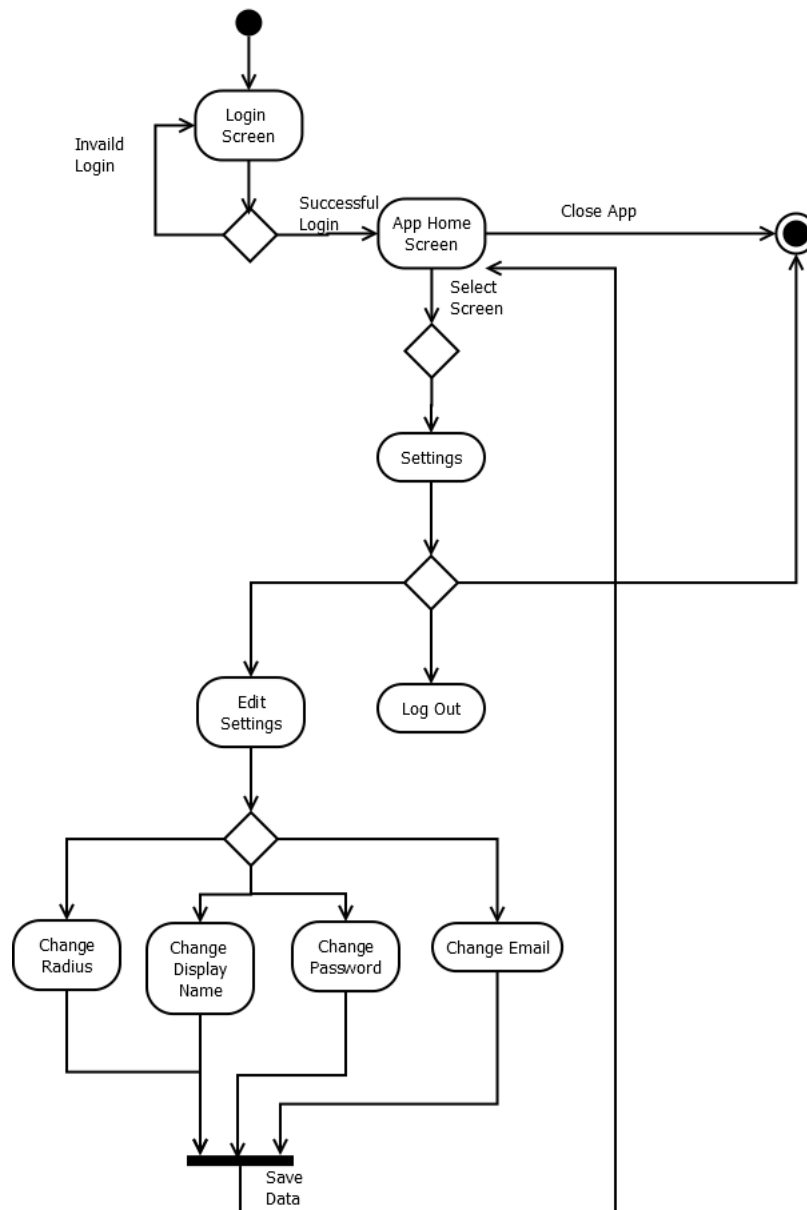 Login
Screen
Invaild
Login
Successful
Login
App Home
Screen
Close App
Select
Screen
Settings
Edit
Settings
Log Out
Change
Radius
Change
Display
Name
Change
Password
Change Email
Save
Data